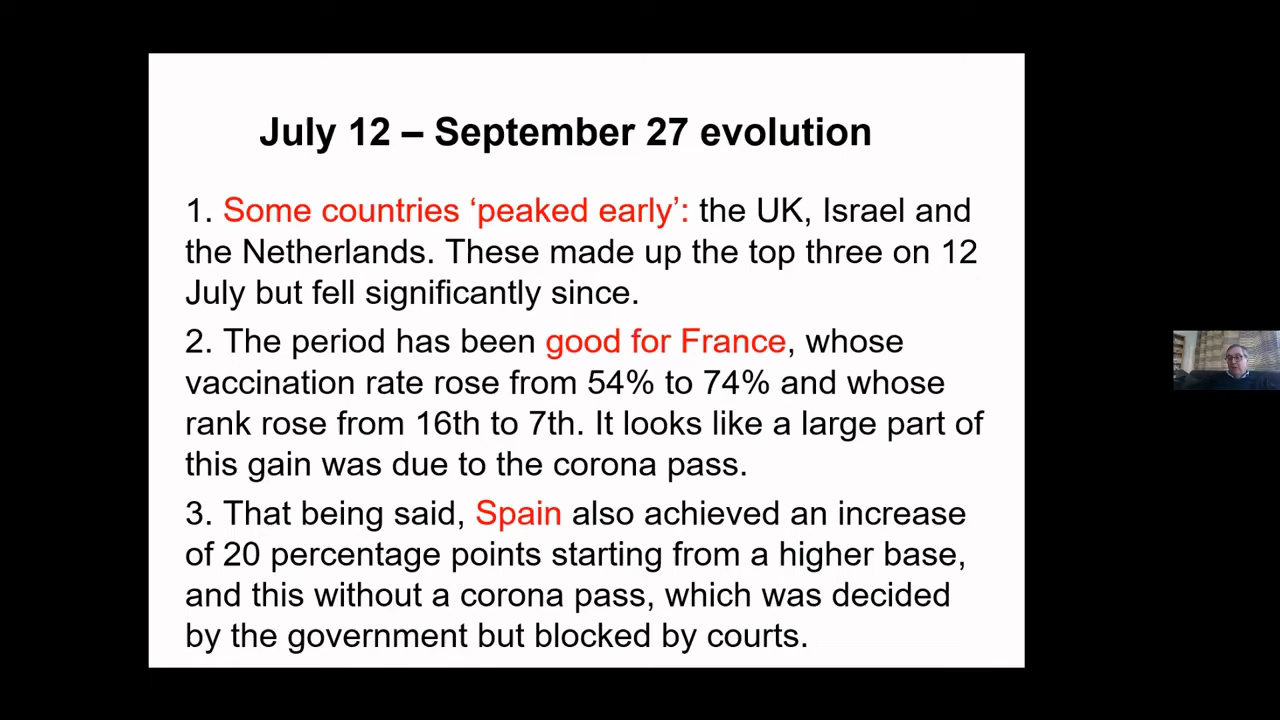 July 12 – September 27 evolution
1. Some countries ‘peaked early’: the UK, Israel and
the Netherlands. These made up the top three on 12
July but fell significantly since.
2. The period has been good for France, whose
vaccination rate rose from 54% to 74% and whose
rank rose from 16th to 7th. It looks like a large part of
this gain was due to the corona pass.
3. That being said, Spain also achieved an increase
of 20 percentage points starting from a higher base,
and this without a corona pass, which was decided
by the government but blocked by courts.